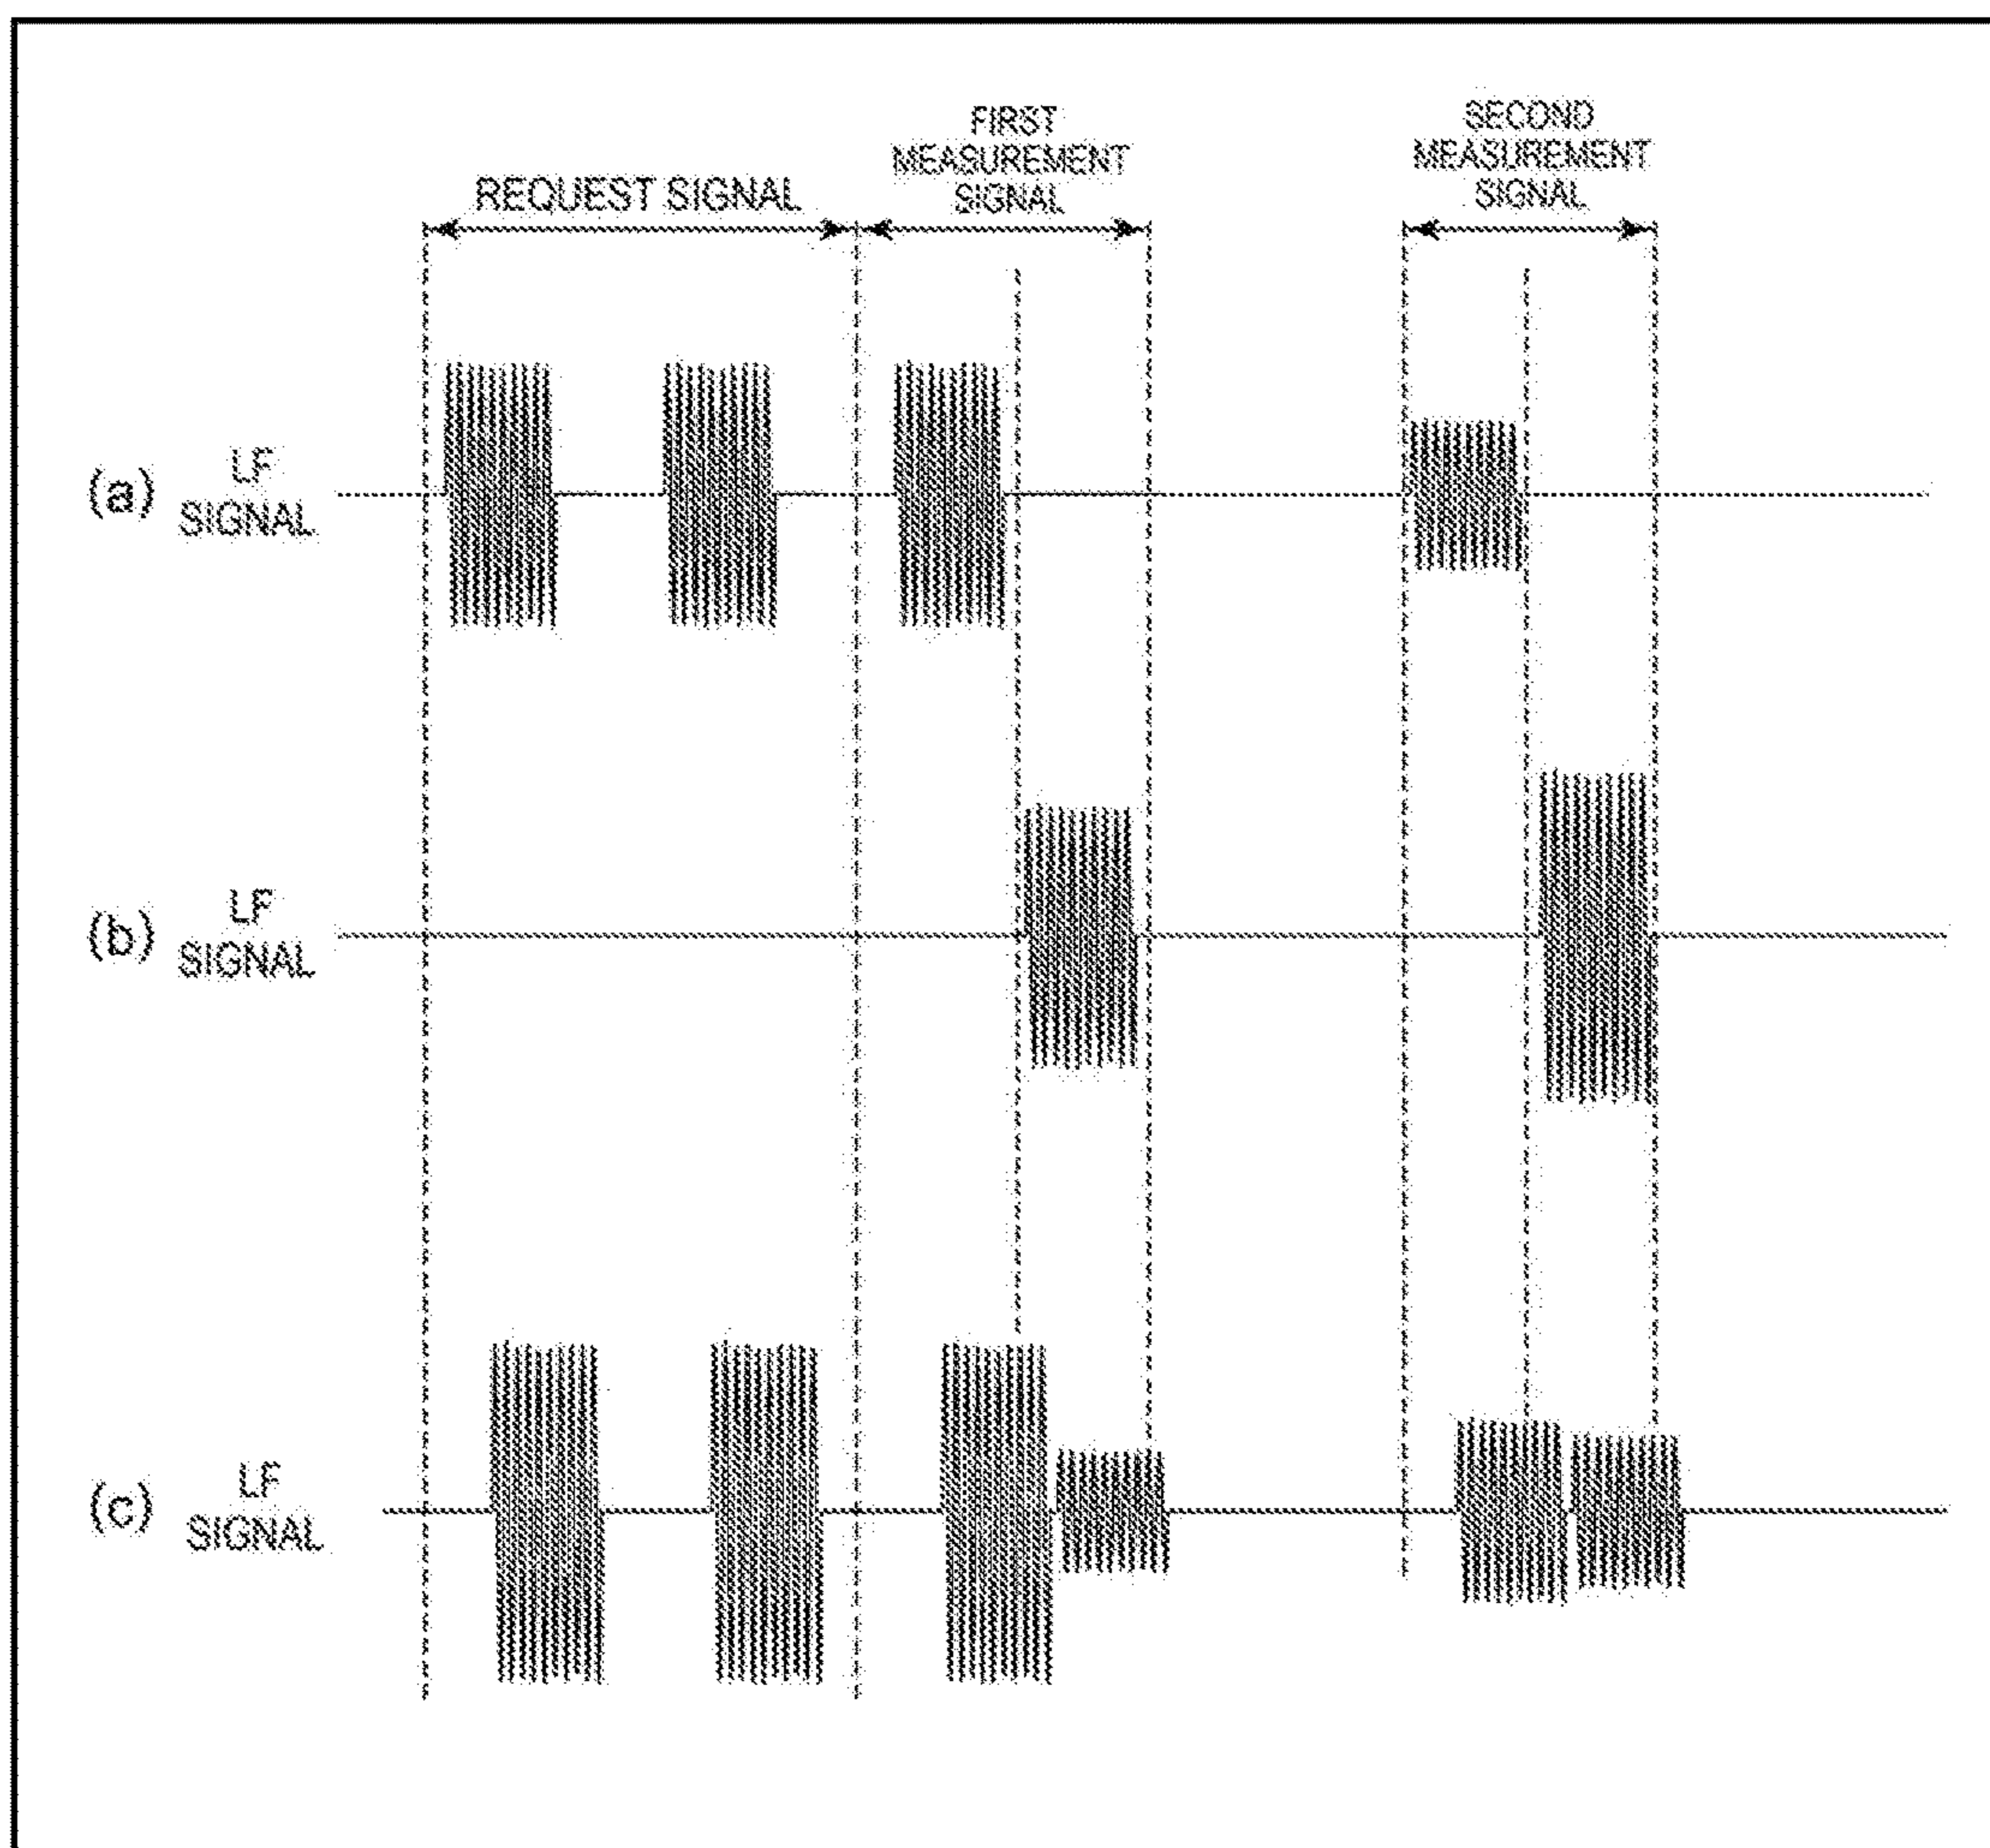 REQUEST SIGNAL
FIRST
MEASUREMENT
SIGNAL
SECOND
MEASUREMENT
SIGNAL
(a) LF
SIGNAL
(b) LF
SIGNAL
(c) LF
SIGNAL